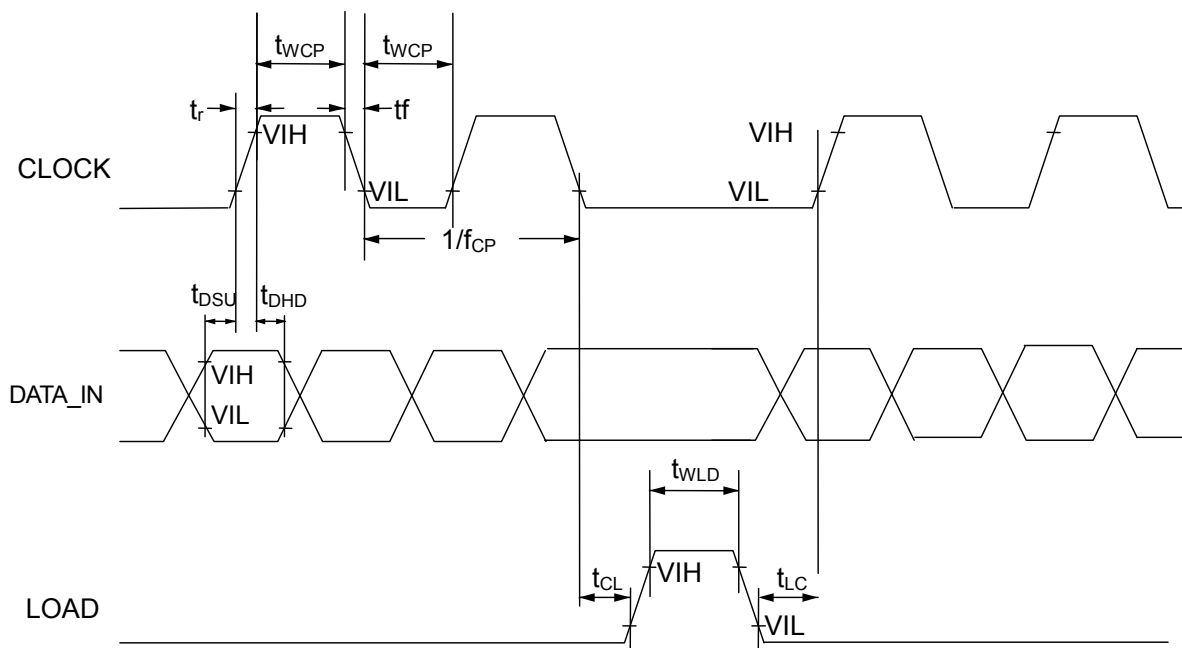 tWCP tWCP
tr tf
VIH VIH
CLOCK
VIL VIL
1/fCP
tDSU tDHD
VIH
DATA_IN
VIL
tWLD
tCL VIH tLC
LOAD
VIL